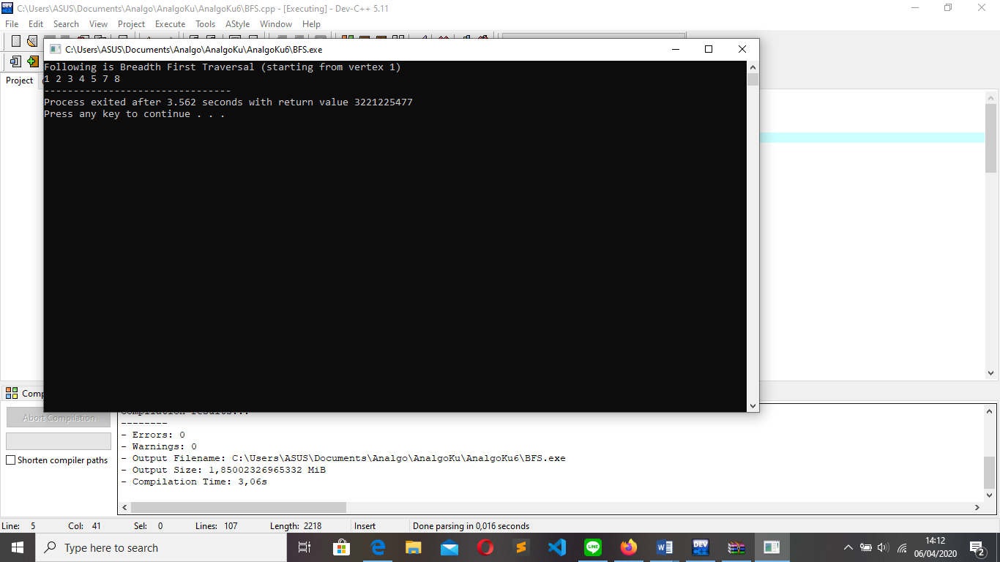 C:\Users\ASUS\Documents\Analgo\AnalgoKu\AnalgoKu6\BFS.cpp - [Executing] - Dev-C++ 5.11
File Edit Search View Project Execute Tools AStyle Window Help
C:\Users\ASUS\Documents\Analgo\AnalgoKu\AnalgoKu6\BFS.exe
Following is Breadth First Traversal (starting from vertex 1)
1 2 3 4 5 7 8
--------------------------------
Process exited after 3.562 seconds with return value 3221225477
Press any key to continue . . .
Project
Abort Compilation
Shorten compiler paths
Compilation results...
--------
- Errors: 0
- Warnings: 0
- Output Filename: C:\Users\ASUS\Documents\Analgo\AnalgoKu\AnalgoKu6\BFS.exe
- Output Size: 1,85002326965332 MiB
- Compilation Time: 3,06s
Line: 5 Col: 41 Sel: 0 Lines: 107 Length: 2218 Insert Done parsing in 0,016 seconds
Type here to search
DEV
LINE
DEV
14:12
06/04/2020
2